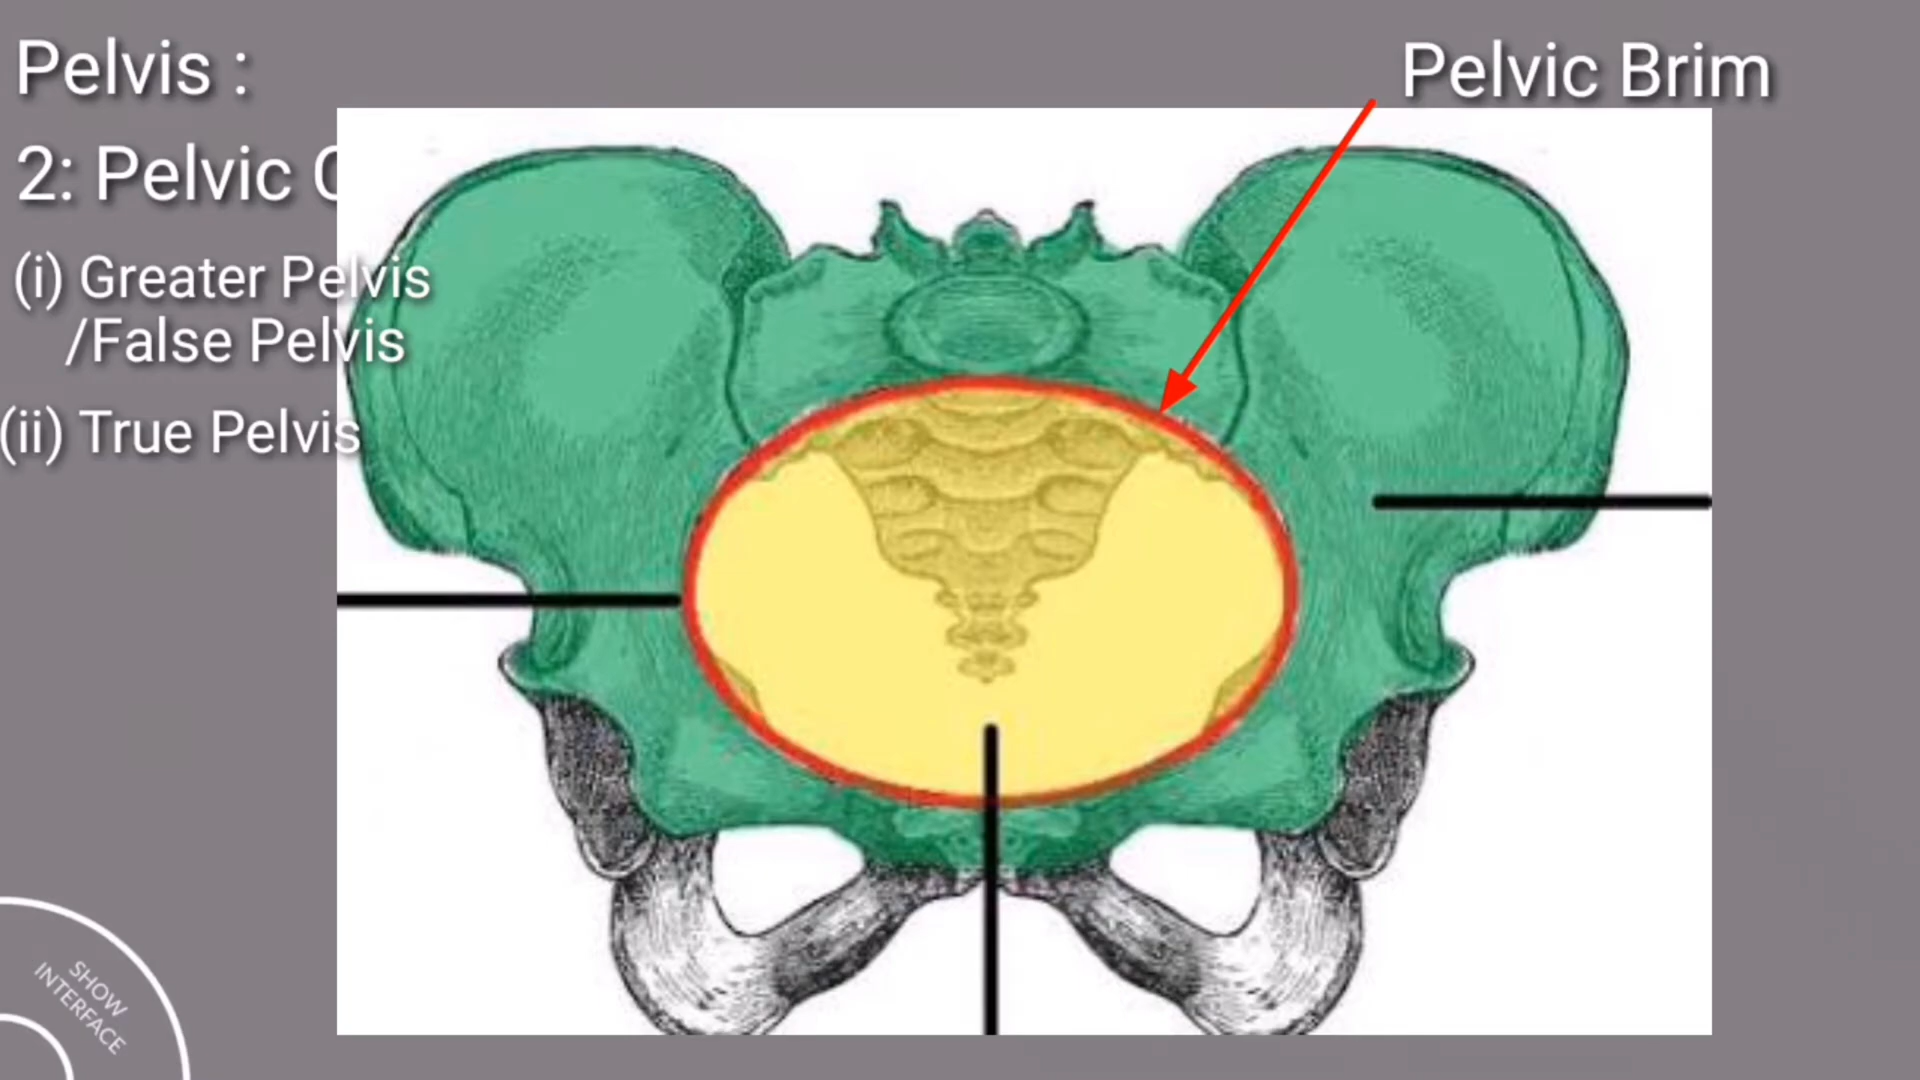 Pelvis :
Pelvic Brim
2: Pelvic
(i) Greater Pelvis
/False Pelvis
(ii) True Pelvis
SHOW
INTERFACE